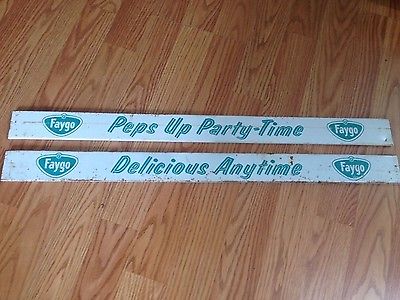 Faygo Peps Up Party-Time Faygo
Faygo Delicious Anytime Faygo